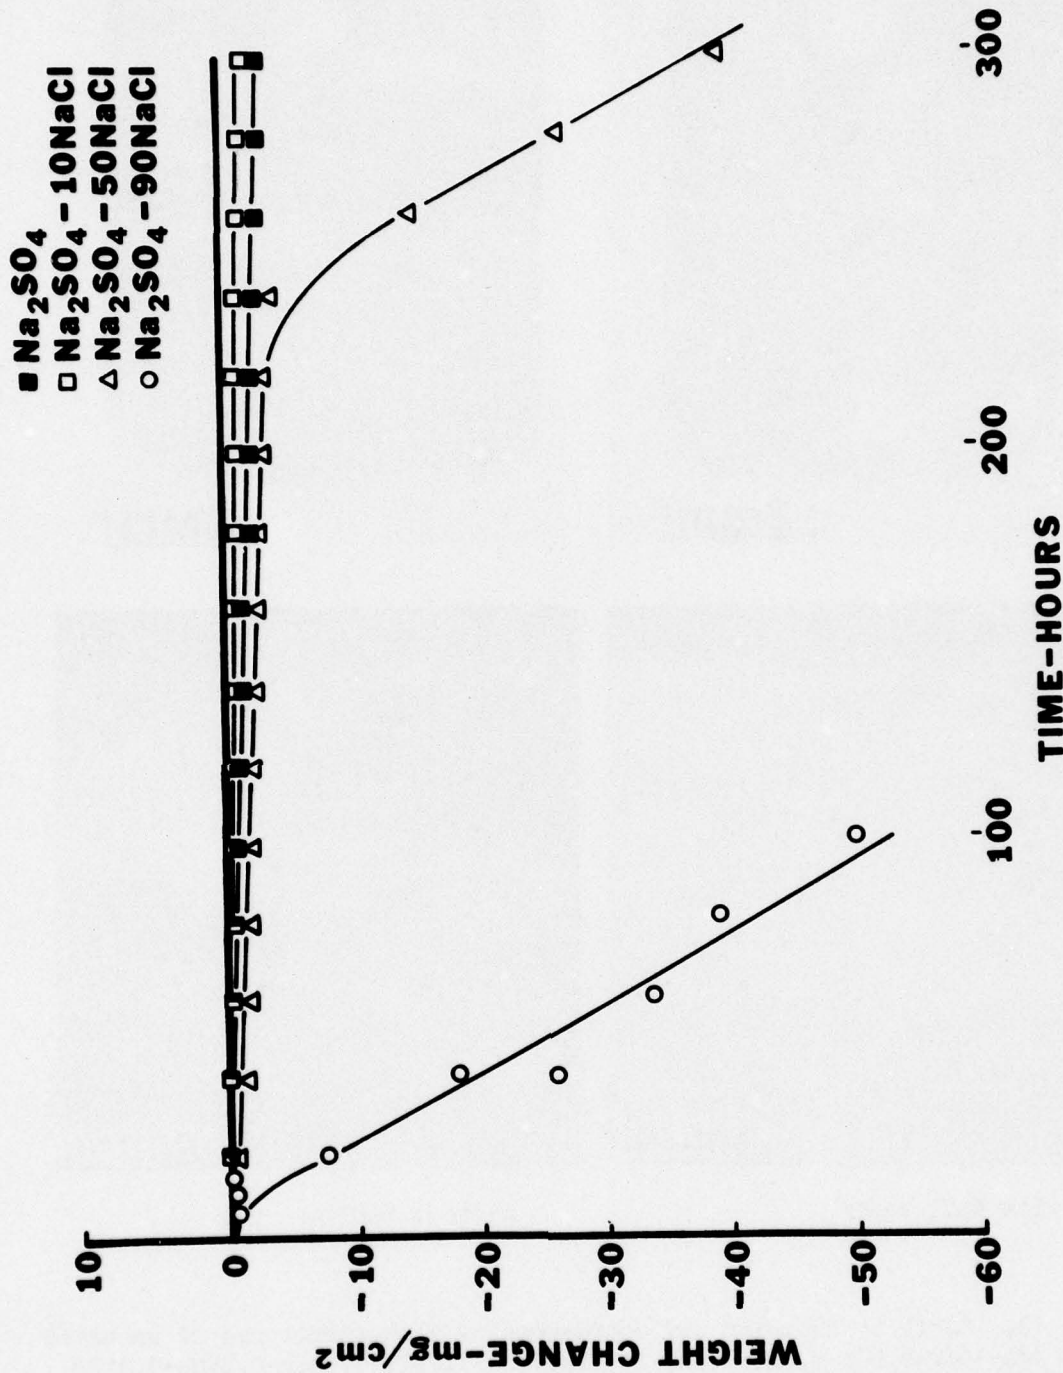 ■ Na₂SO₄
□ Na₂SO₄-10NaCl
△ Na₂SO₄-50NaCl
○ Na₂SO₄-90NaCl
10
0
-10
-20
-30
-40
-50
-60
WEIGHT CHANGE-mg/cm²
100
200
300
TIME-HOURS